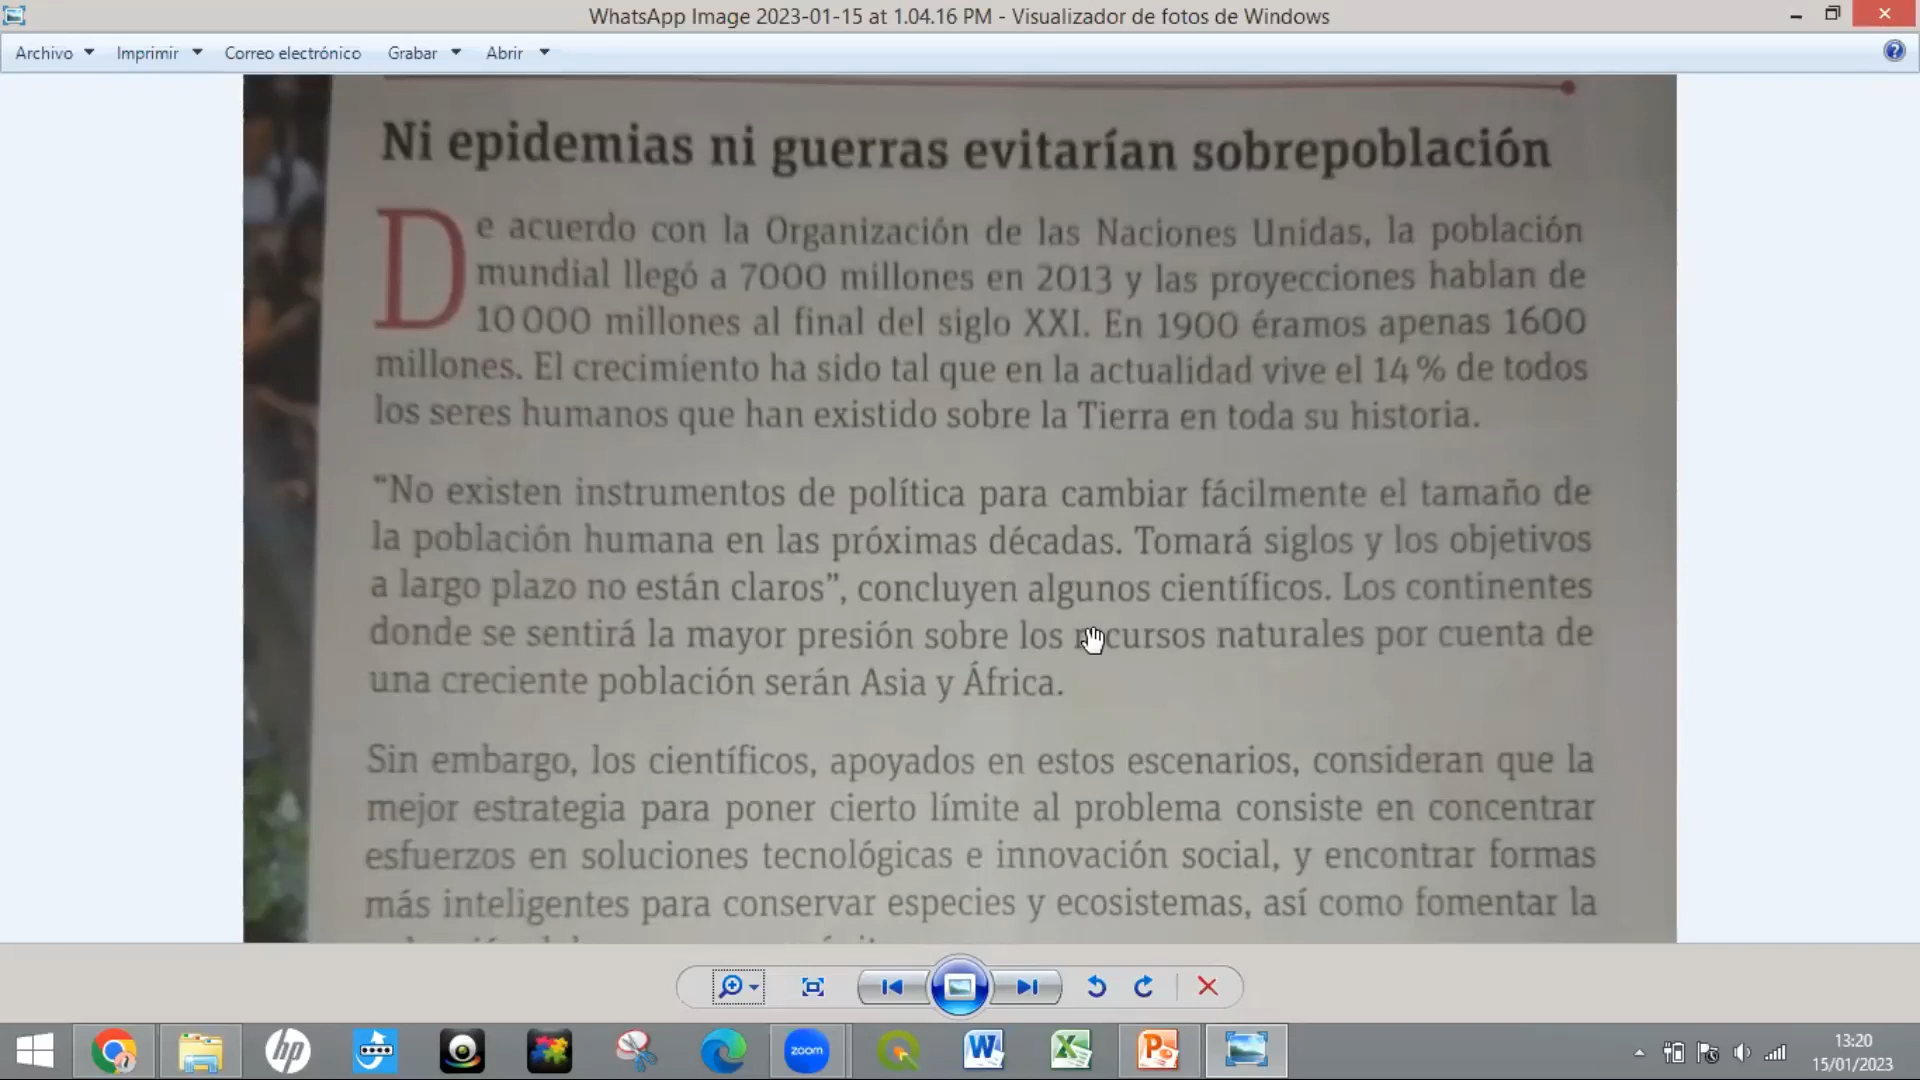 WhatsApp Image 2023-01-15 at 1.04.16 PM - Visualizador de fotos de Windows
Archivo Imprimir Correo electrónico Grabar Abrir
Ni epidemias ni guerras evitarían sobrepoblación
De acuerdo con la Organización de las Naciones Unidas, la población
mundial llegó a 7000 millones en 2013 y las proyecciones hablan de
10 000 millones al final del siglo XXI. En 1900 éramos apenas 1600
millones. El crecimiento ha sido tal que en la actualidad vive el 14 % de todos
los seres humanos que han existido sobre la Tierra en toda su historia.
“No existen instrumentos de política para cambiar fácilmente el tamaño de
la población humana en las próximas décadas. Tomará siglos y los objetivos
a largo plazo no están claros”, concluyen algunos científicos. Los continentes
donde se sentirá la mayor presión sobre los recursos naturales por cuenta de
una creciente población serán Asia y África.
Sin embargo, los científicos, apoyados en estos escenarios, consideran que la
mejor estrategia para poner cierto límite al problema consiste en concentrar
esfuerzos en soluciones tecnológicas e innovación social, y encontrar formas
más inteligentes para conservar especies y ecosistemas, así como fomentar la
hp
zoom
13:20
15/01/2023